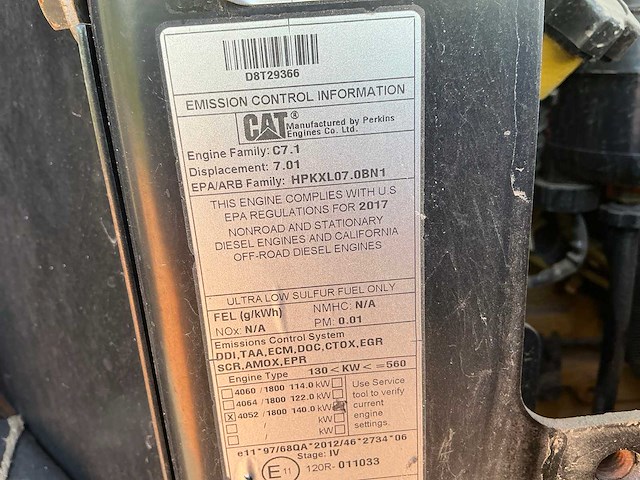 D8T29366
EMISSION CONTROL INFORMATION
CAT® Manufactured by Perkins
Engines Co. Ltd.
Engine Family: C7.1
Displacement: 7.01
EPA/ARB Family: HPKXL07.0BN1
THIS ENGINE COMPLIES WITH U.S
EPA REGULATIONS FOR 2017
NONROAD AND STATIONARY
DIESEL ENGINES AND CALIFORNIA
OFF-ROAD DIESEL ENGINES
ULTRA LOW SULFUR FUEL ONLY
FEL (g/kWh) NMHC: N/A
NOx: N/A PM: 0.01
Emissions Control System
DDI,TAA,ECM,DOC,CTOX,EGR
SCR,AMOX,EPR
Engine Type 130 < KW < =560
4060 / 1800 114.0 kW Use Service
4064 / 1800 122.0 kW tool to verify
X 4052 / 1800 140.0 kW current
/ kW engine
/ kW settings.
e11*97/68QA*2012/46*2734*06
Stage: IV
E 11 120R- 011033